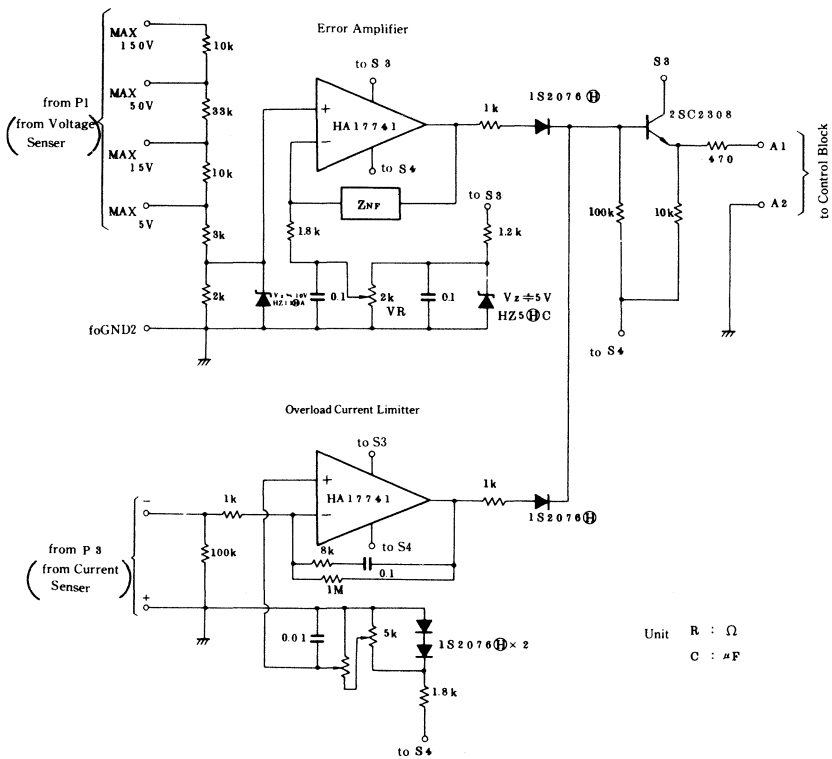 Error Amplifier
MAX
150V
10k
from P1
(from Voltage
Senser)
MAX
50V
33k
MAX
15V
10k
MAX
5V
3k
2k
foGND2
to S3
+
HA17741
−
to S4
ZNF
1.8k
0.1
2k
VR
0.1
to S3
1.2k
Vz≒5V
HZ5ⒽC
1k
1S2076Ⓗ
S3
2SC2308
470
A1
A2
to Control Block
100k
10k
to S4
Overload Current Limitter
to S3
+
HA17741
−
to S4
−
1k
100k
from P3
(from Current
Senser)
+
8k
0.1
1M
1k
1S2076Ⓗ
0.01
5k
1S2076Ⓗ×2
1.8k
to S4
Unit R : Ω
C : μF